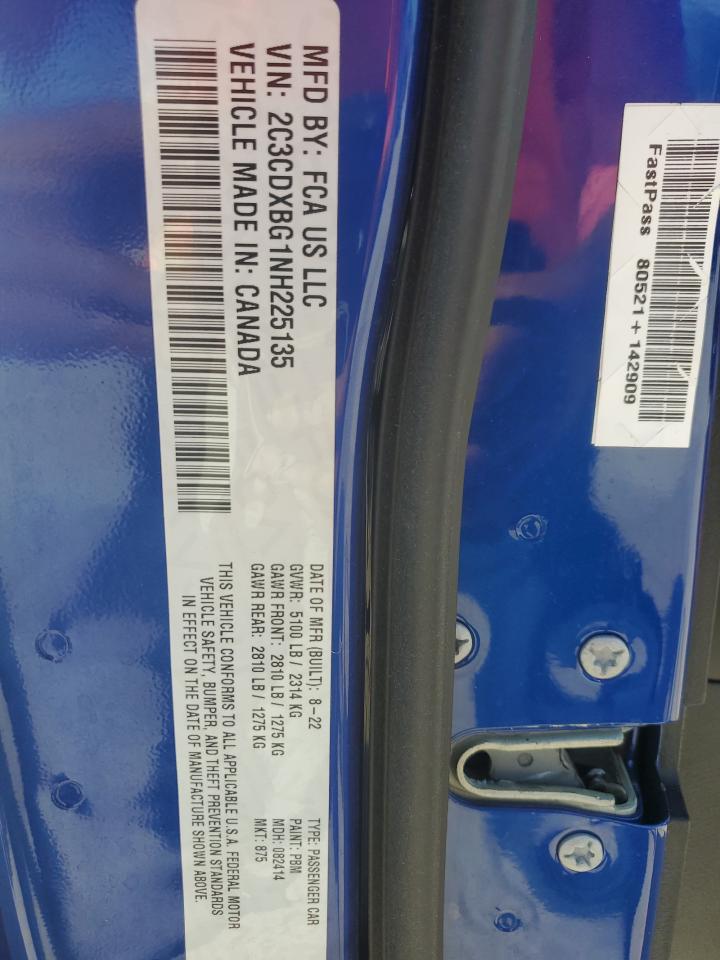 MFD BY: FCA US LLC
VIN: 2C3CDXBG1NH225135
VEHICLE MADE IN: CANADA
DATE OF MFR (BUILT): 8-22
GVWR: 5100 LB / 2314 KG
GAWR FRONT: 2810 LB / 1275 KG
GAWR REAR: 2810 LB / 1275 KG
TYPE: PASSENGER CAR
PAINT: PBM
MDH: 082414
MKT: 875
THIS VEHICLE CONFORMS TO ALL APPLICABLE U.S.A. FEDERAL MOTOR
VEHICLE SAFETY, BUMPER, AND THEFT PREVENTION STANDARDS
IN EFFECT ON THE DATE OF MANUFACTURE SHOWN ABOVE.
FastPass 80521+142909